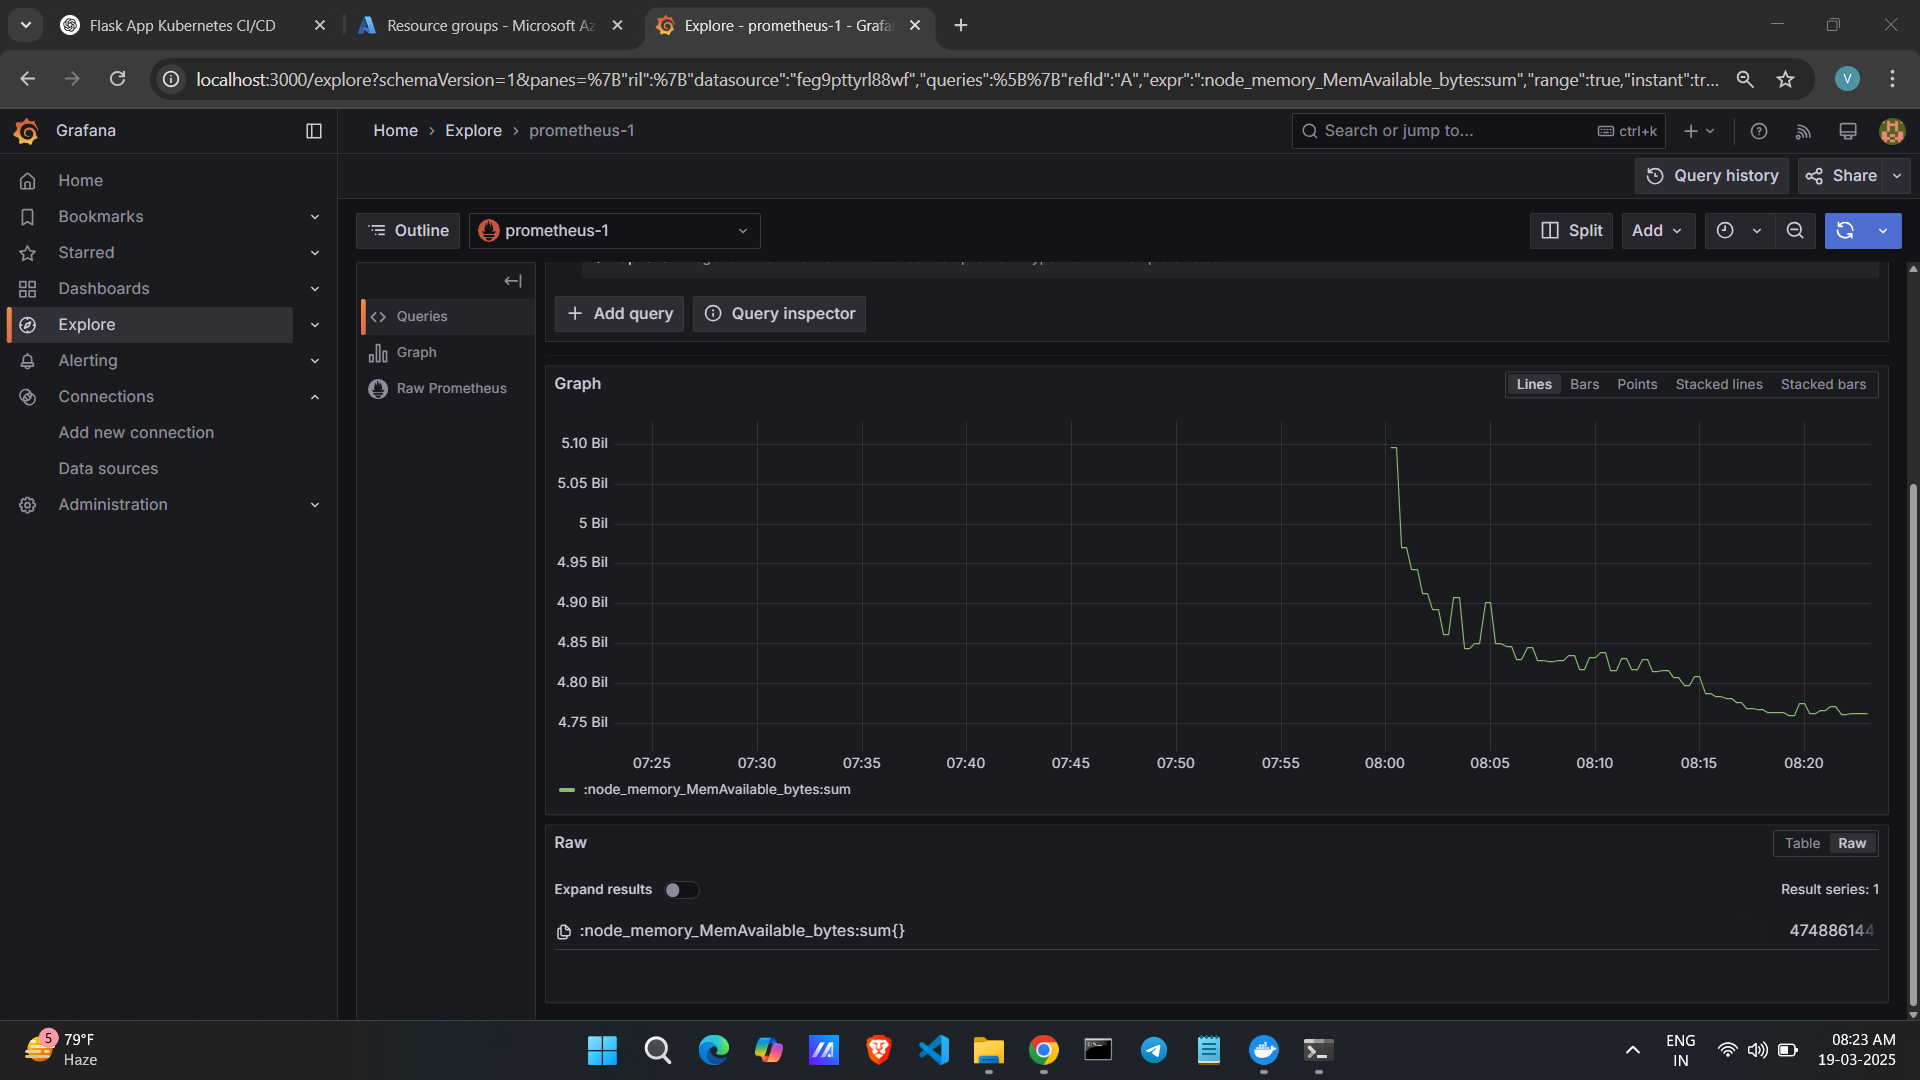 Flask App Kubernetes CI/CD
Resource groups - Microsoft Az
Explore - prometheus-1 - Grafa
localhost:3000/explore?schemaVersion=1&panes=%7B"ril":%7B"datasource":"feg9pttyrl88wf","queries":%5B%7B"refId":"A","expr":":node_memory_MemAvailable_bytes:sum","range":true,"instant":tr...
V
Grafana
Home › Explore › prometheus-1
Search or jump to...
ctrl+k
Query history
Share
Home
Bookmarks
Starred
Dashboards
Explore
Alerting
Connections
Add new connection
Data sources
Administration
Outline
prometheus-1
Split
Add
Queries
Graph
Raw Prometheus
+ Add query
Query inspector
Graph
Lines Bars Points Stacked lines Stacked bars
5.10 Bil
5.05 Bil
5 Bil
4.95 Bil
4.90 Bil
4.85 Bil
4.80 Bil
4.75 Bil
07:25 07:30 07:35 07:40 07:45 07:50 07:55 08:00 08:05 08:10 08:15 08:20
:node_memory_MemAvailable_bytes:sum
Raw
Table Raw
Expand results
Result series: 1
:node_memory_MemAvailable_bytes:sum{}
474886144
5
79°F
Haze
ENG
IN
08:23 AM
19-03-2025